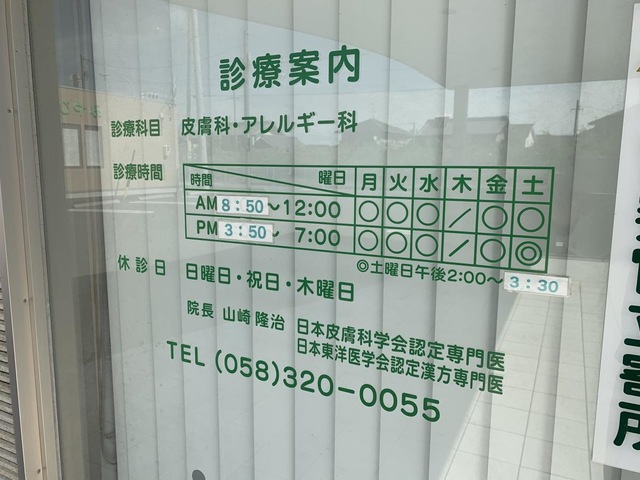 診療案内
診療科目 皮膚科・アレルギー科
診療時間
時間 曜日 月 火 水 木 金 土
AM 8:50～12:00 ○ ○ ○ ／ ○ ○
PM 3:50～ 7:00 ○ ○ ○ ／ ○ ◎
◎土曜日午後2:00～3:30
休診日 日曜日・祝日・木曜日
院長 山崎 隆治 日本皮膚科学会認定専門医
日本東洋医学会認定漢方専門医
TEL (058)320-0055